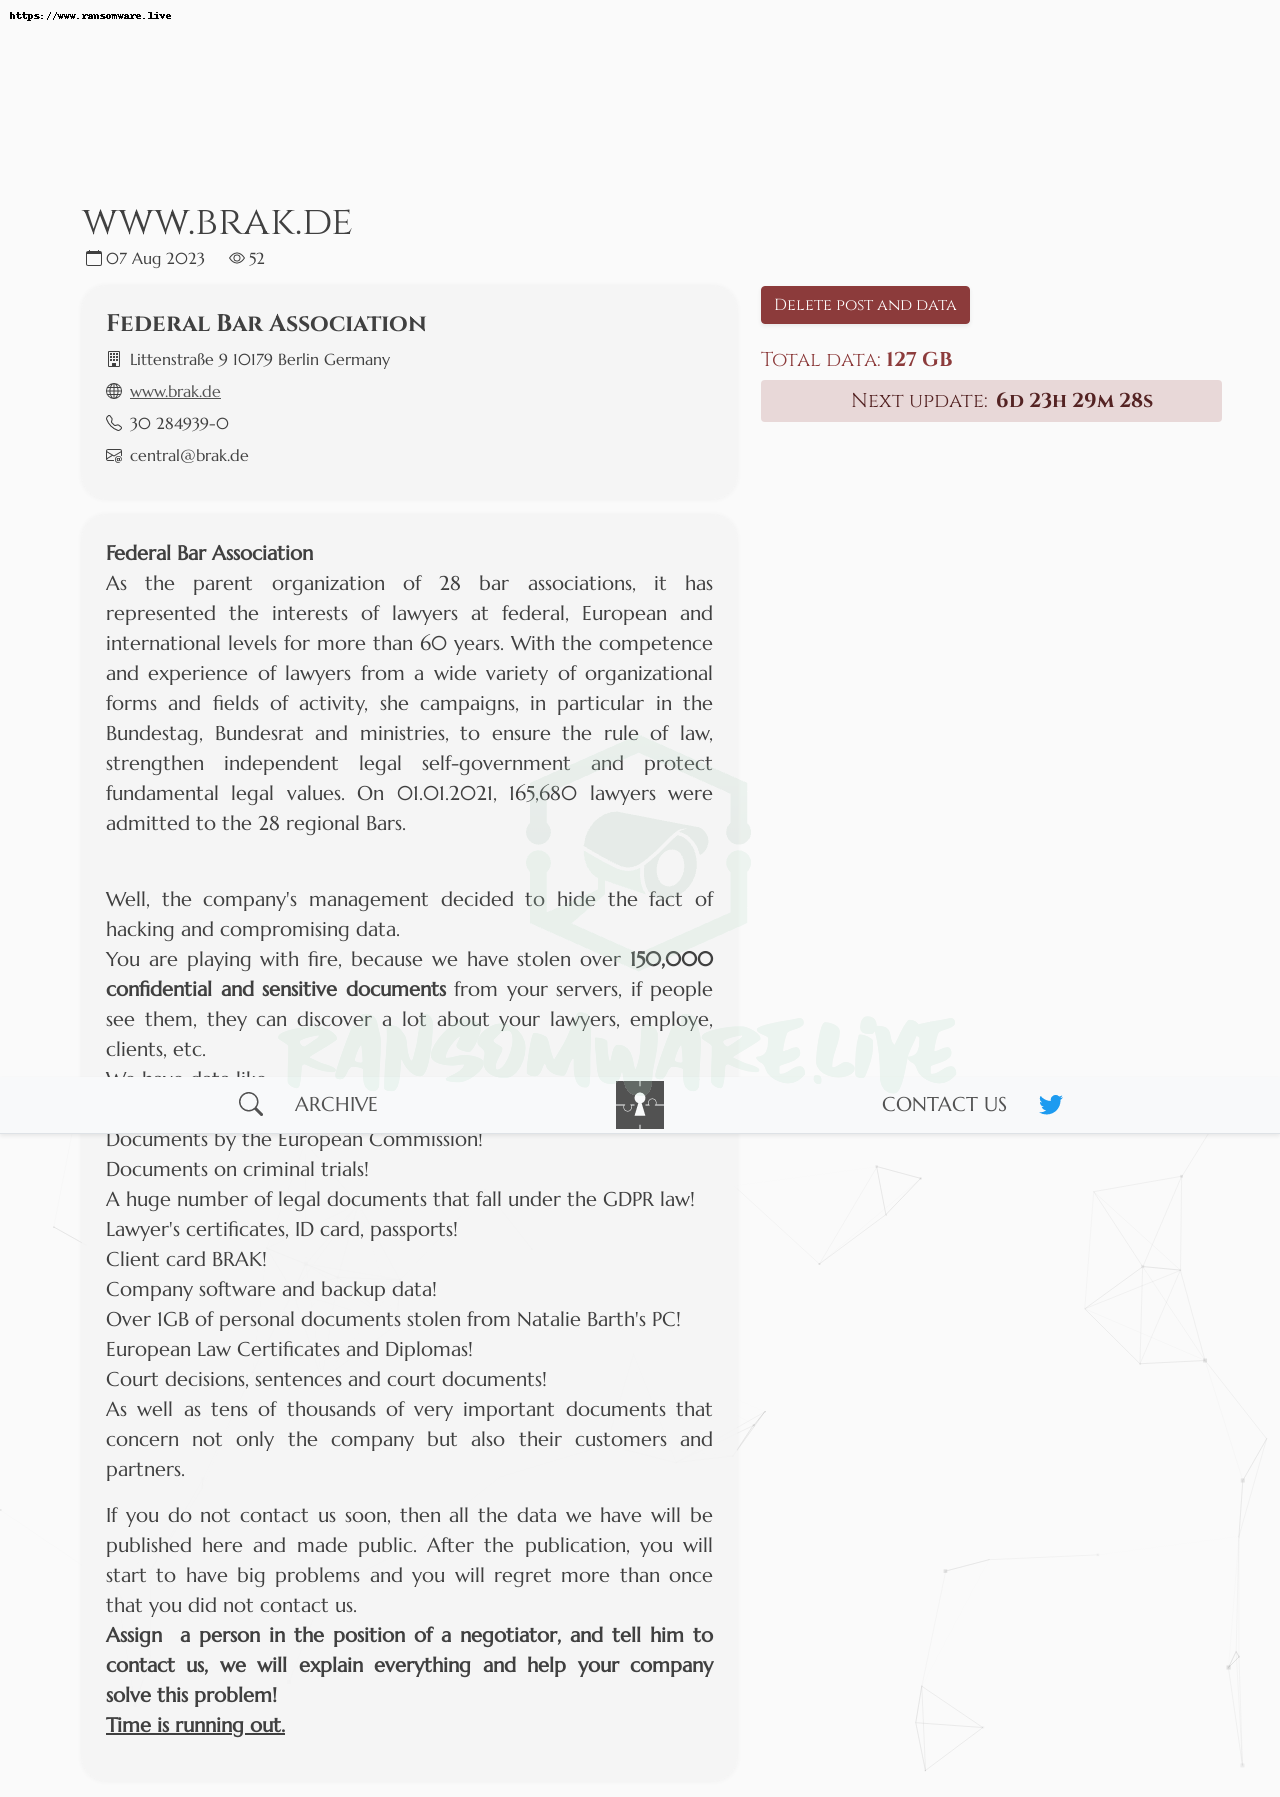 https://www.ransomware.live
www.brak.de
07 Aug 2023 52
Federal Bar Association
Littenstraße 9 10179 Berlin Germany
www.brak.de
30 284939-0
central@brak.de
Delete post and data
Total data: 127 GB
Next update: 6d 23h 29m 28s
Federal Bar Association
As the parent organization of 28 bar associations, it has
represented the interests of lawyers at federal, European and
international levels for more than 60 years. With the competence
and experience of lawyers from a wide variety of organizational
forms and fields of activity, she campaigns, in particular in the
Bundestag, Bundesrat and ministries, to ensure the rule of law,
strengthen independent legal self-government and protect
fundamental legal values. On 01.01.2021, 165,680 lawyers were
admitted to the 28 regional Bars.
Well, the company's management decided to hide the fact of
hacking and compromising data.
You are playing with fire, because we have stolen over 150,000
confidential and sensitive documents from your servers, if people
see them, they can discover a lot about your lawyers, employe,
clients, etc.
RANSOMWARE.LIVE
We have data like
ARCHIVE
CONTACT US
Documents by the European Commission!
Documents on criminal trials!
A huge number of legal documents that fall under the GDPR law!
Lawyer's certificates, ID card, passports!
Client card BRAK!
Company software and backup data!
Over 1GB of personal documents stolen from Natalie Barth's PC!
European Law Certificates and Diplomas!
Court decisions, sentences and court documents!
As well as tens of thousands of very important documents that
concern not only the company but also their customers and
partners.
If you do not contact us soon, then all the data we have will be
published here and made public. After the publication, you will
start to have big problems and you will regret more than once
that you did not contact us.
Assign a person in the position of a negotiator, and tell him to
contact us, we will explain everything and help your company
solve this problem!
Time is running out.